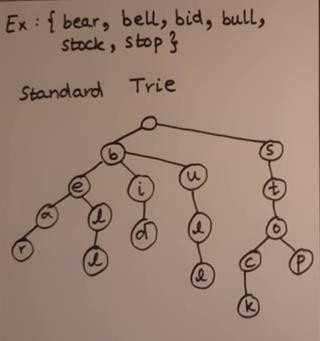 Ex : { bear, bell, bid, bull,
stock, stop }
Standard Trie
b s
e i u t
a l d l o
r l l c p
k